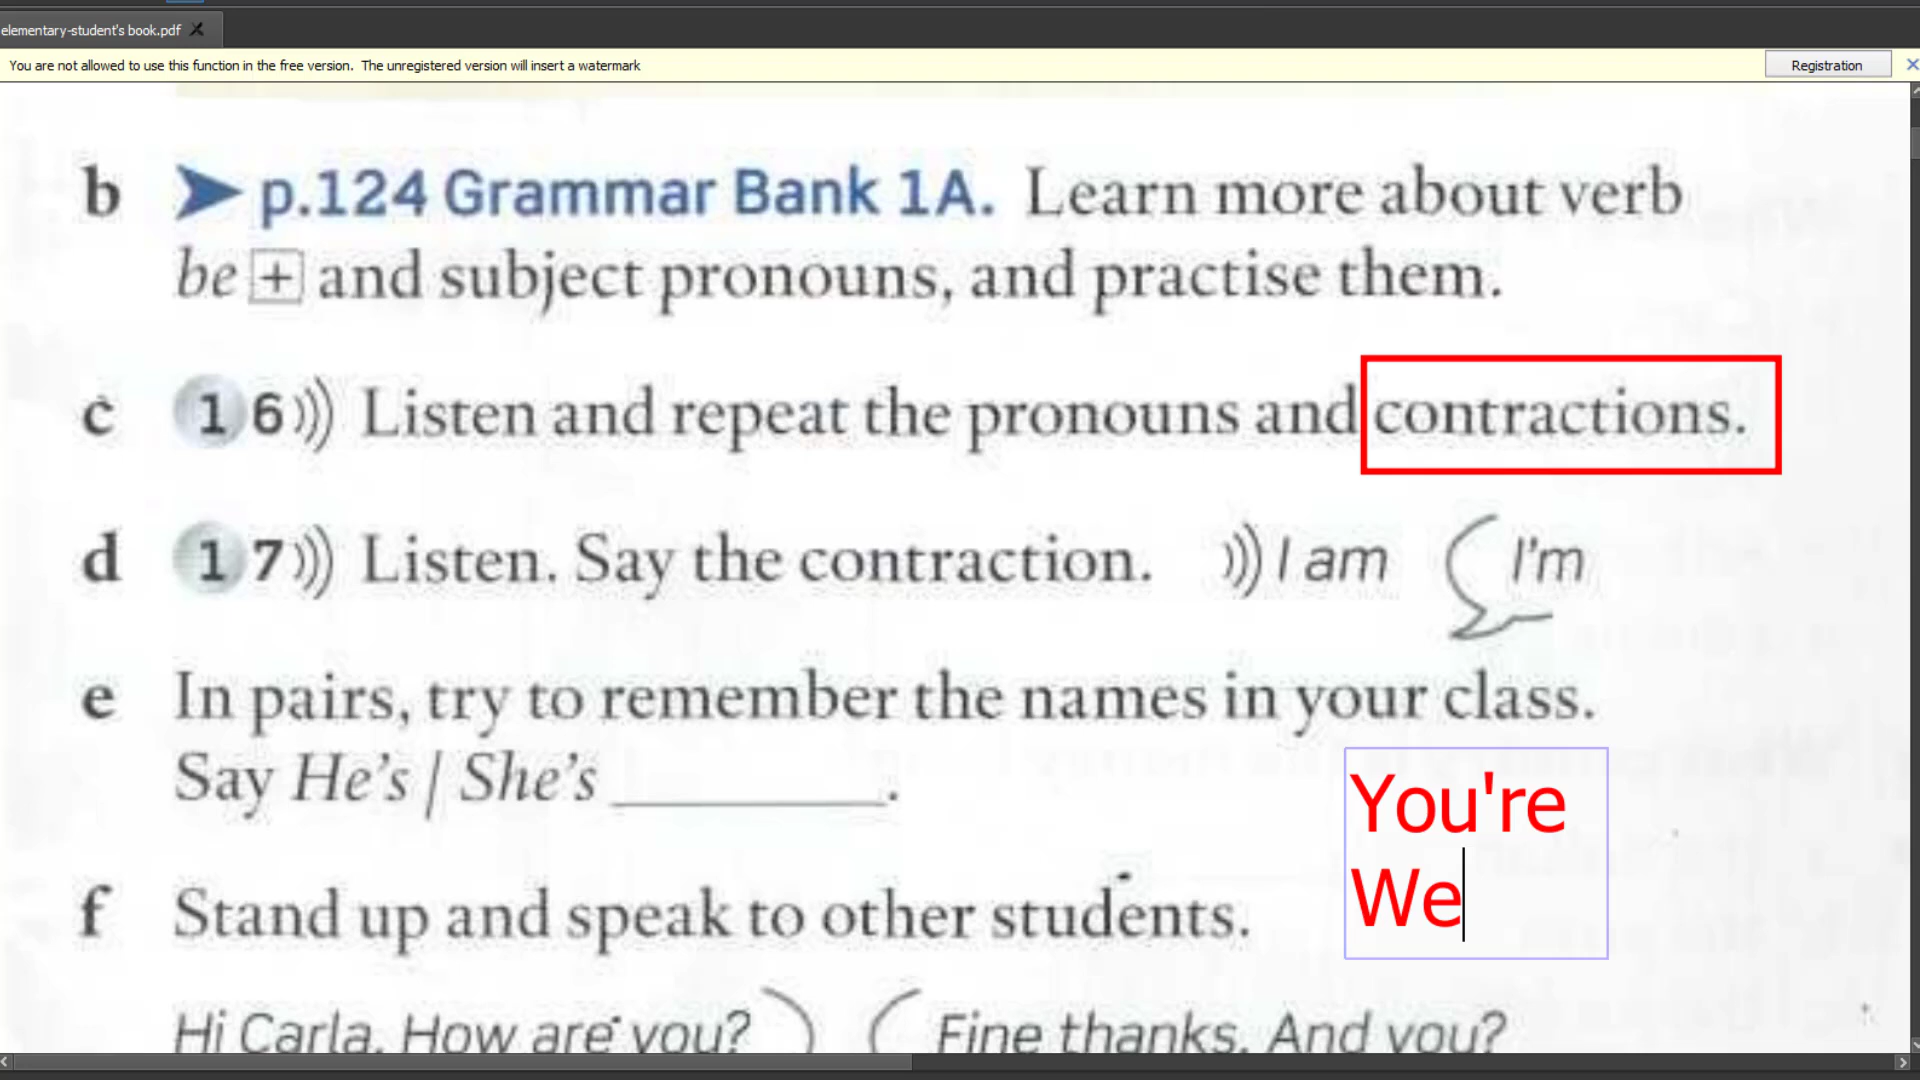 elementary-student's book.pdf
You are not allowed to use this function in the free version. The unregistered version will insert a watermark
Registration
b p.124 Grammar Bank 1A. Learn more about verb
be + and subject pronouns, and practise them.
c 1 6))) Listen and repeat the pronouns and contractions.
d 1 7))) Listen. Say the contraction. ))) I am I'm
e In pairs, try to remember the names in your class.
Say He's / She's __________.
You're
We
f Stand up and speak to other students.
Hi Carla. How are you? Fine thanks. And you?